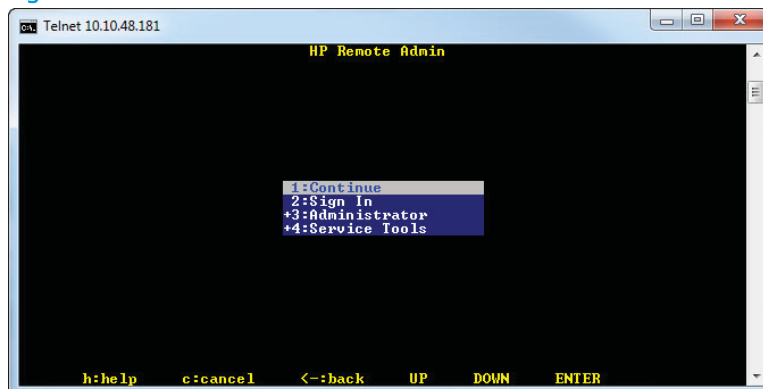 Telnet 10.10.48.181
HP Remote Admin
1:Continue
2:Sign In
+3:Administrator
+4:Service Tools
h:help c:cancel <-:back UP DOWN ENTER